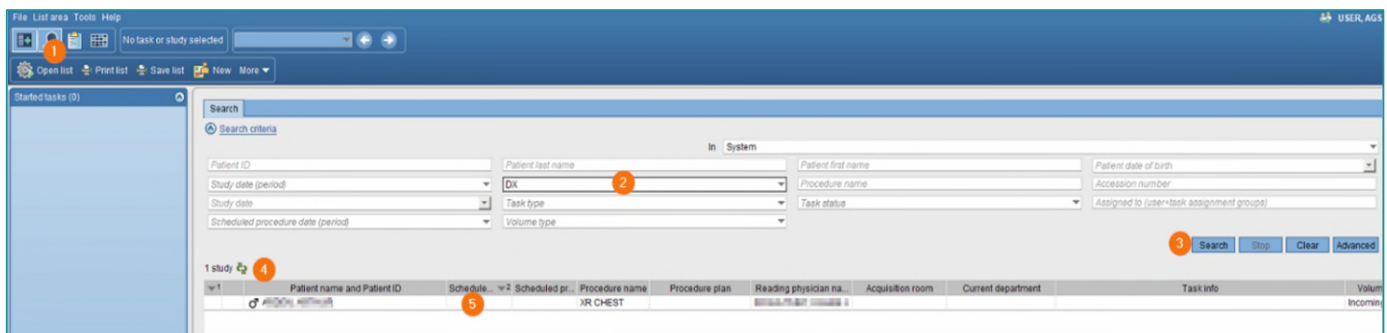 File List area Tools Help
USER, AGS
1
No task or study selected
Open list Print list Save list New More
Started tasks (0)
Search
Search criteria
In System
Patient ID Patient last name Patient first name Patient date of birth
Study date (period) DX 2 Procedure name Accession number
Study date Task type Task status Assigned to (user+task assignment groups)
Scheduled procedure date (period) Volume type
3 Search Stop Clear Advanced
1 study 4
1 Patient name and Patient ID Schedule... 2 Scheduled pr... Procedure name Procedure plan Reading physician na... Acquisition room Current department Task info Volum
5 XR CHEST Incoming